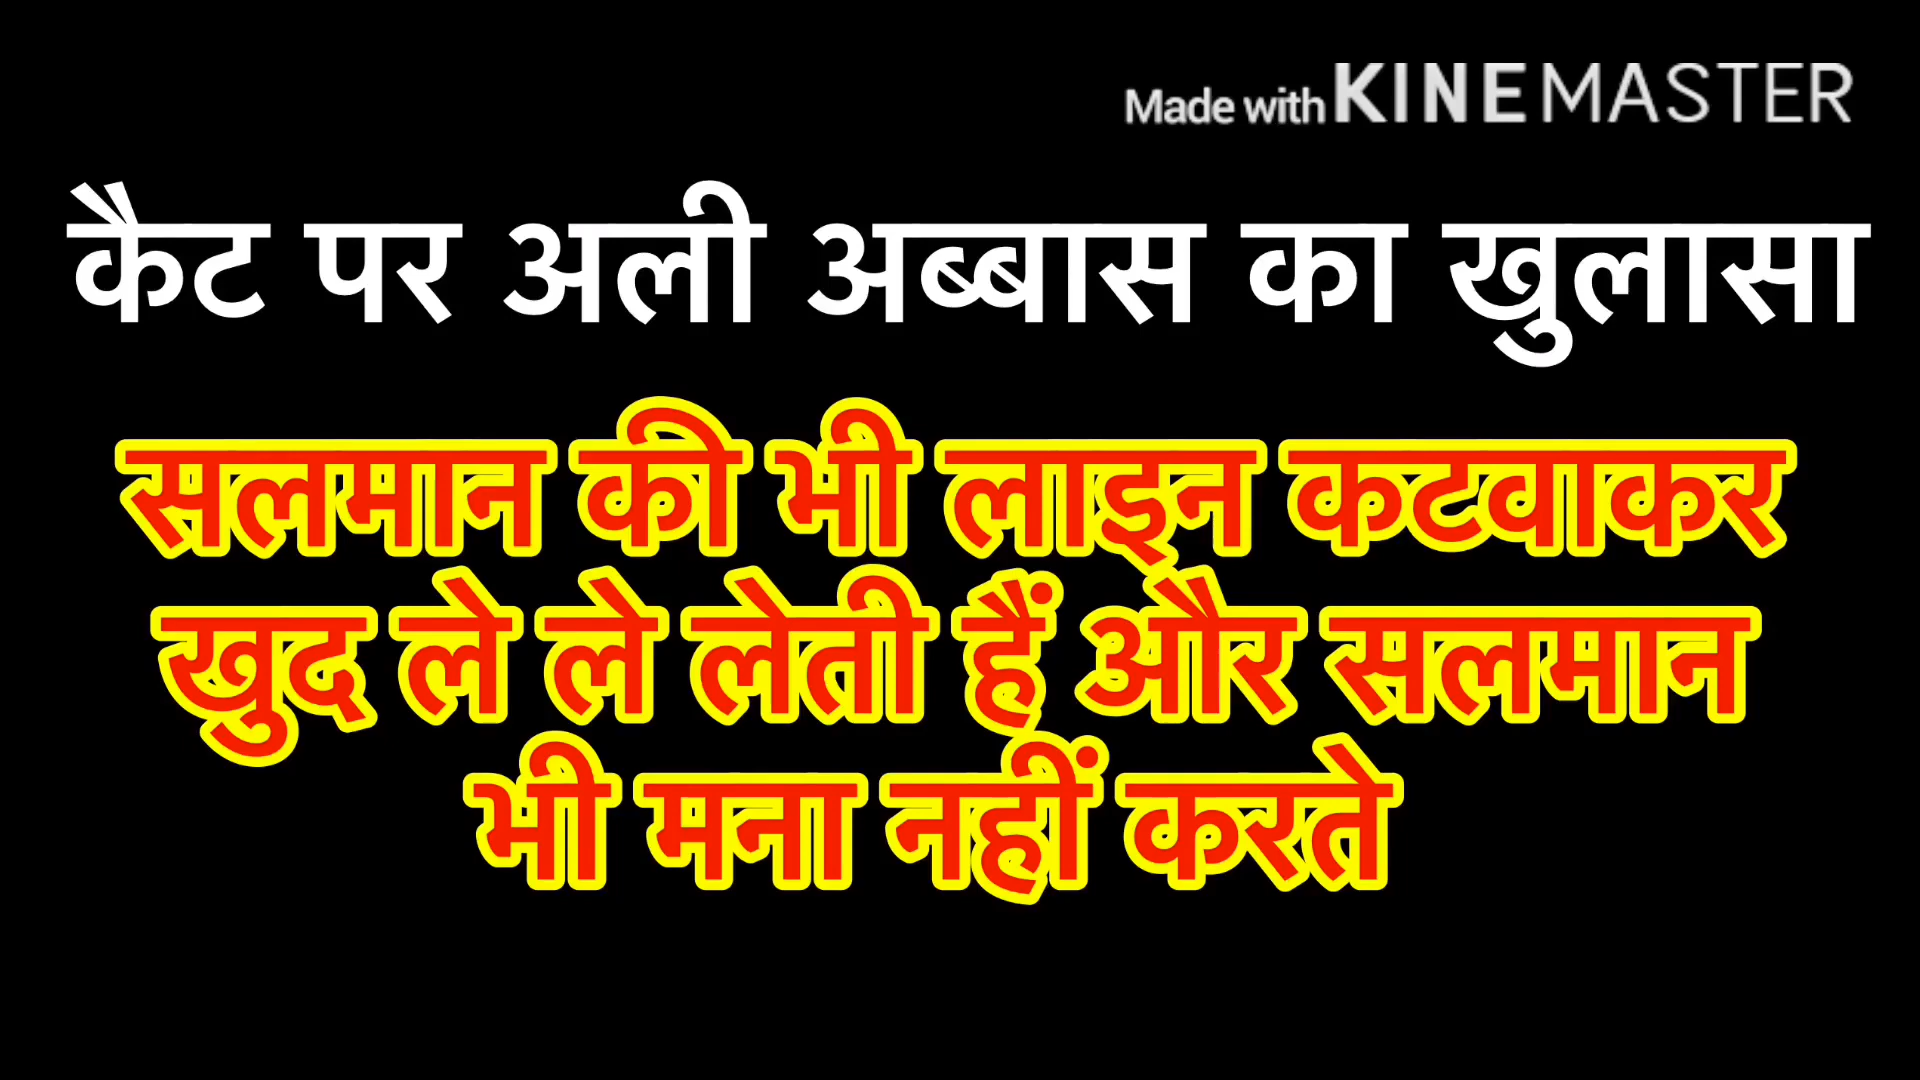 Made with KINEMASTER
कैट पर अली अब्बास का खुलासा
सलमान की भी लाइन कटवाकर
खुद ले ले लेती हैं और सलमान
भी मना नहीं करते